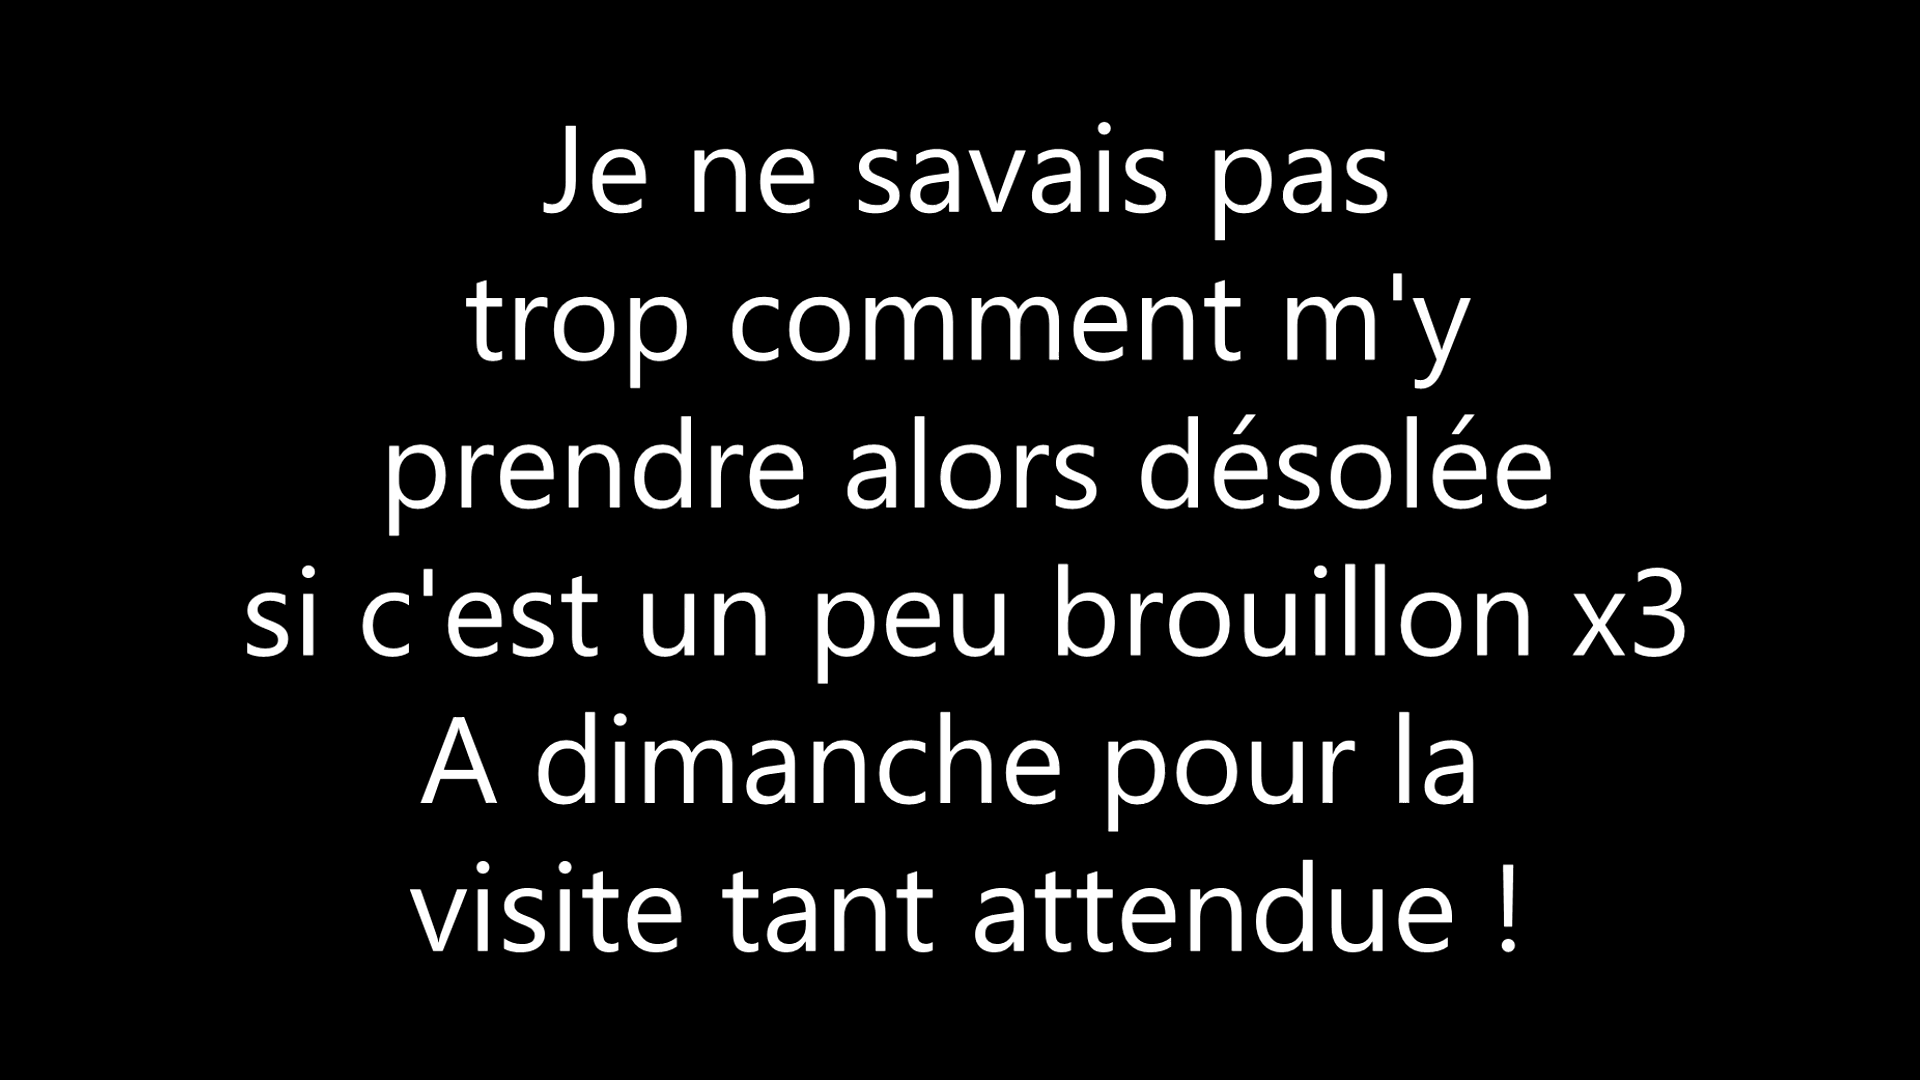 Je ne savais pas
trop comment m'y
prendre alors désolée
si c'est un peu brouillon x3
A dimanche pour la
visite tant attendue !